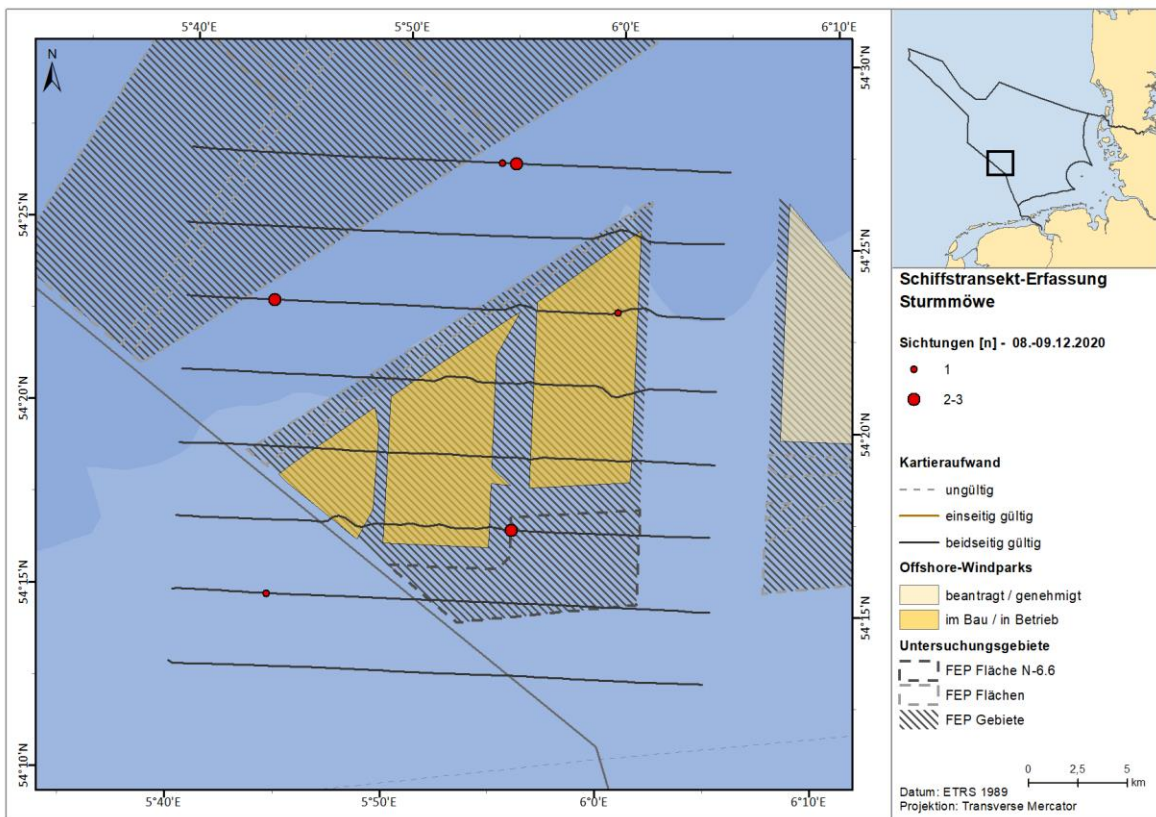 5°40'E
5°50'E
6°0'E
6°10'E
N
54°30'N
54°25'N
54°25'N
54°20'N
54°20'N
54°15'N
54°15'N
54°10'N
5°40'E
5°50'E
6°0'E
6°10'E
Schiffstransekt-Erfassung
Sturmmöwe
Sichtungen [n] - 08.-09.12.2020
1
2-3
Kartieraufwand
ungültig
einseitig gültig
beidseitig gültig
Offshore-Windparks
beantragt / genehmigt
im Bau / in Betrieb
Untersuchungsgebiete
FEP Fläche N-6.6
FEP Flächen
FEP Gebiete
0 2,5 5
km
Datum: ETRS 1989
Projektion: Transverse Mercator